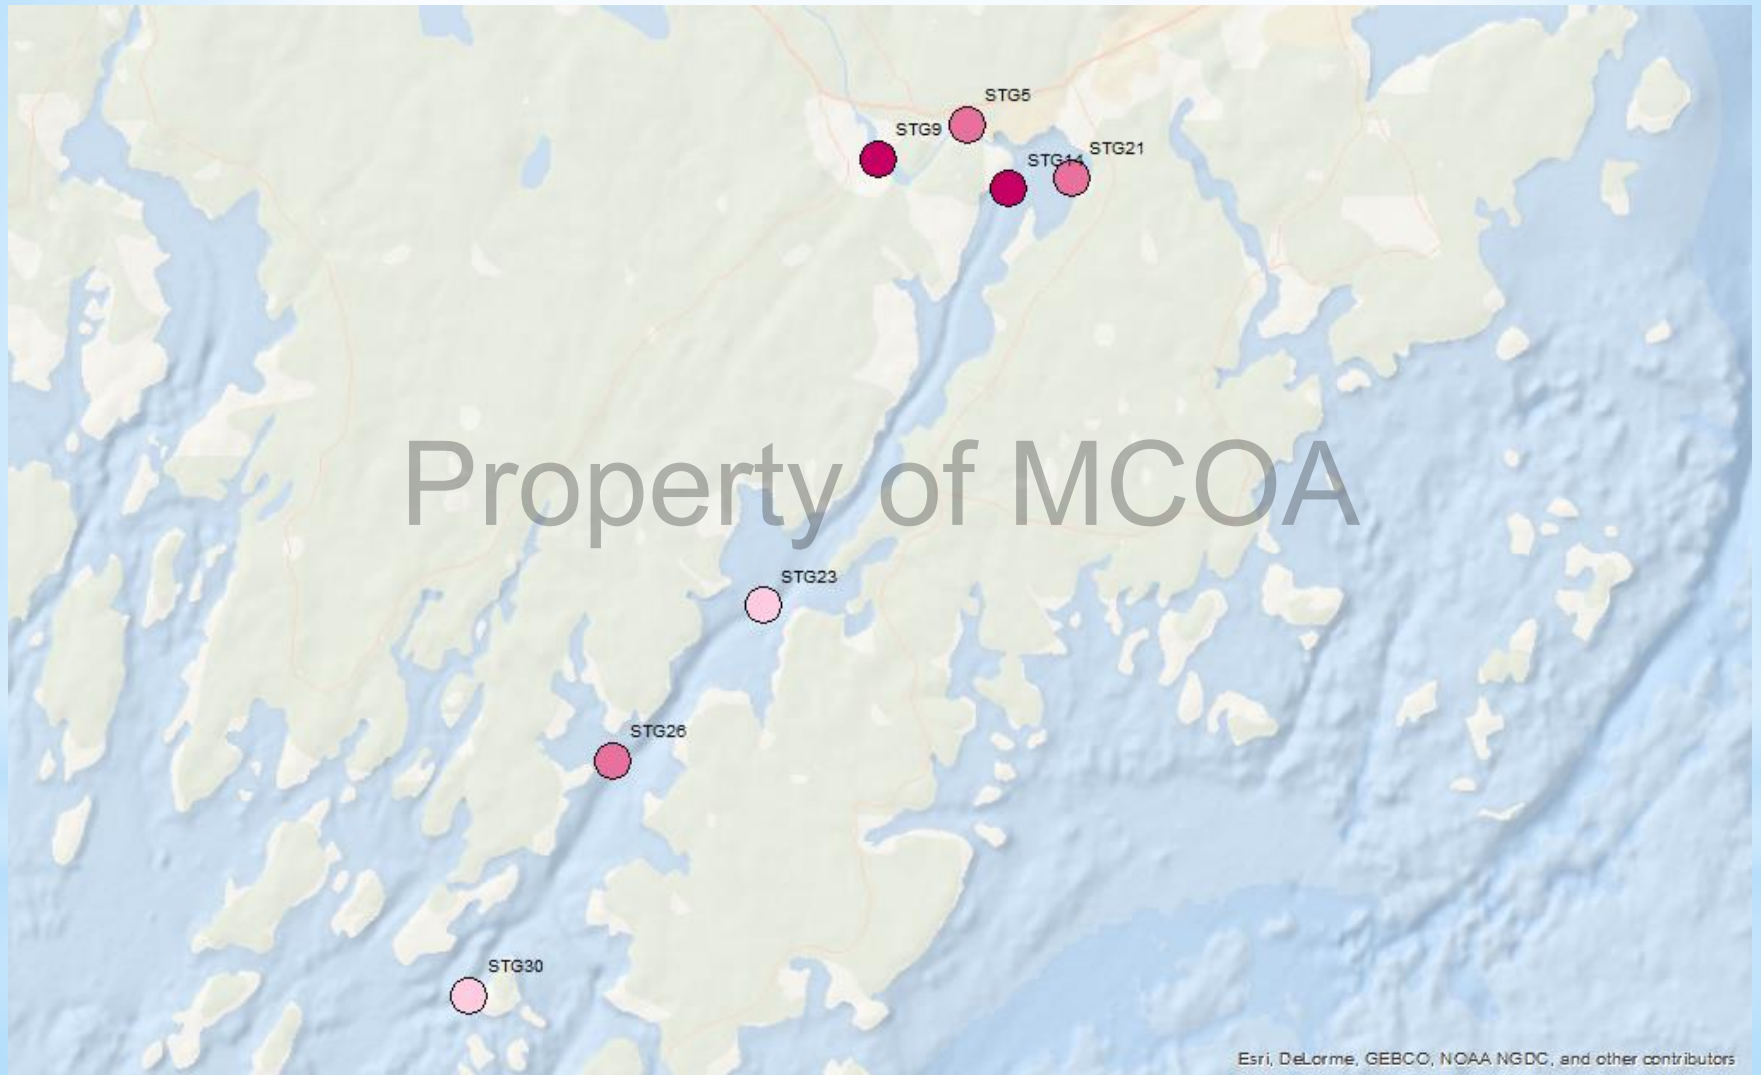 STG5
STG9
STG21
STG14
Property of MCOA
STG23
STG26
STG30
Esri, DeLorme, GEBCO, NOAA NGDC, and other contributors